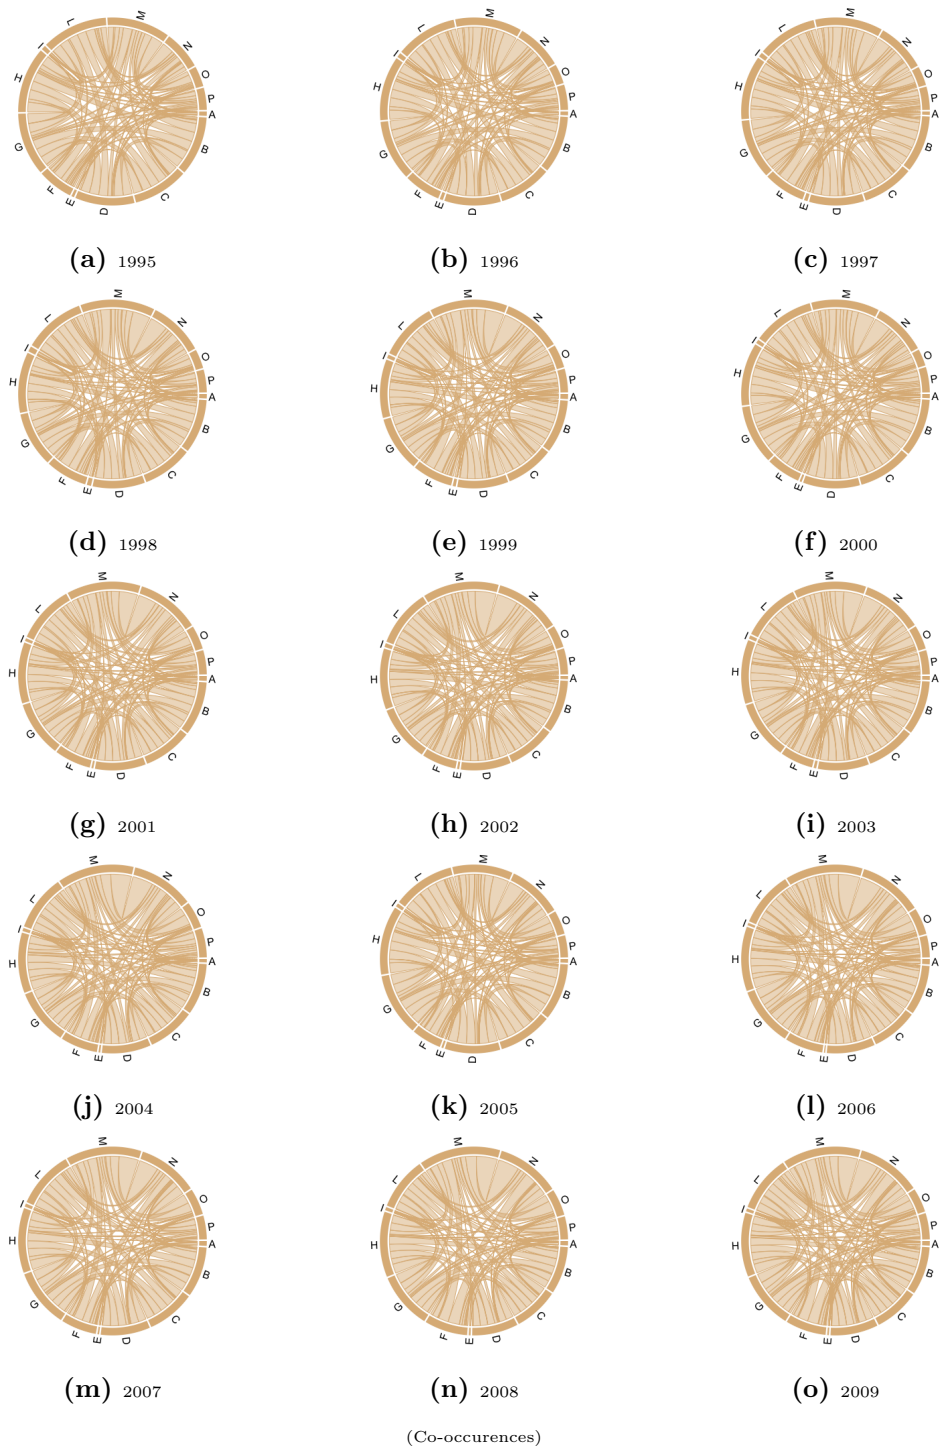 A B C D E F G H I L M N O P
A B C D E F G H I L M N O P
A B C D E F G H I L M N O P
(a) 1995
(b) 1996
(c) 1997
A B C D E F G H I L M N O P
A B C D E F G H I L M N O P
A B C D E F G H I L M N O P
(d) 1998
(e) 1999
(f) 2000
A B C D E F G H I L M N O P
A B C D E F G H I L M N O P
A B C D E F G H I L M N O P
(g) 2001
(h) 2002
(i) 2003
A B C D E F G H I L M N O P
A B C D E F G H I L M N O P
A B C D E F G H I L M N O P
(j) 2004
(k) 2005
(l) 2006
A B C D E F G H I L M N O P
A B C D E F G H I L M N O P
A B C D E F G H I L M N O P
(m) 2007
(n) 2008
(o) 2009
(Co-occurences)